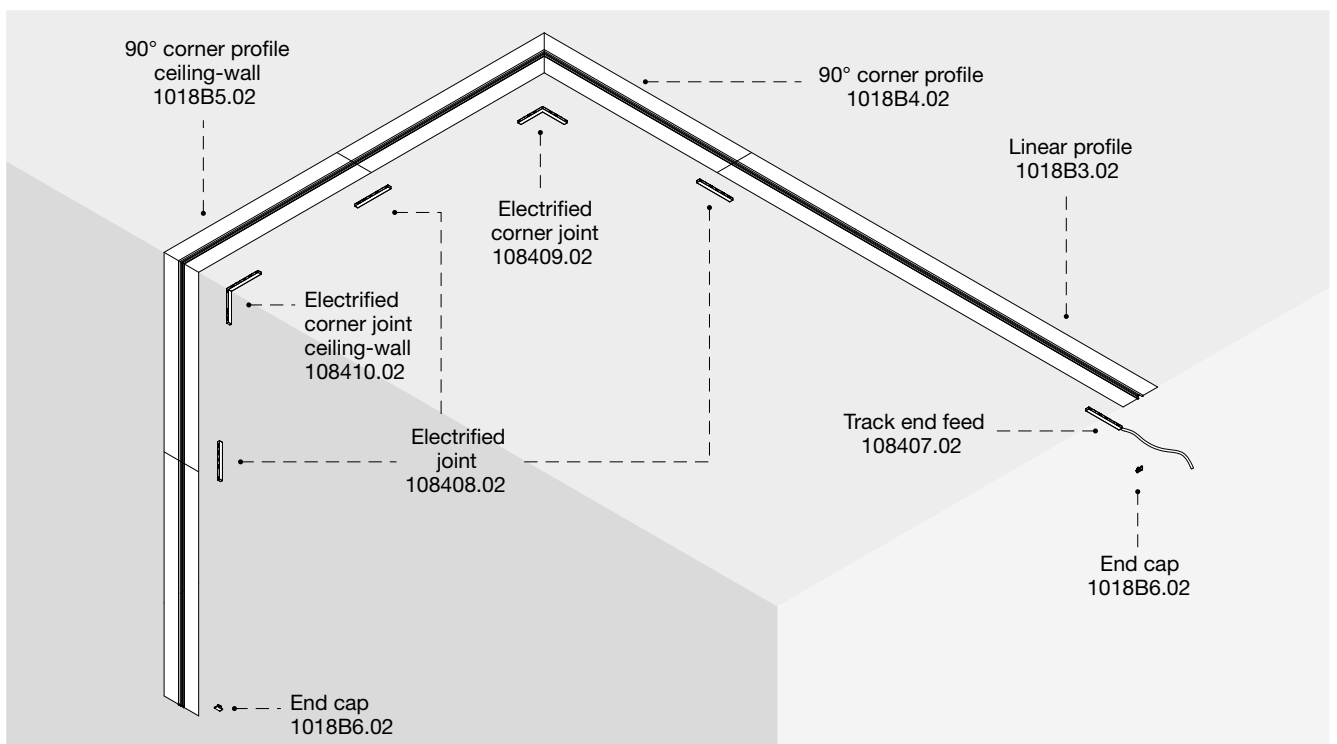 90° corner profile
ceiling-wall
1018B5.02
90° corner profile
1018B4.02
Linear profile
1018B3.02
Electrified
corner joint
108409.02
Electrified
corner joint
ceiling-wall
108410.02
Electrified
joint
108408.02
Track end feed
108407.02
End cap
1018B6.02
End cap
1018B6.02